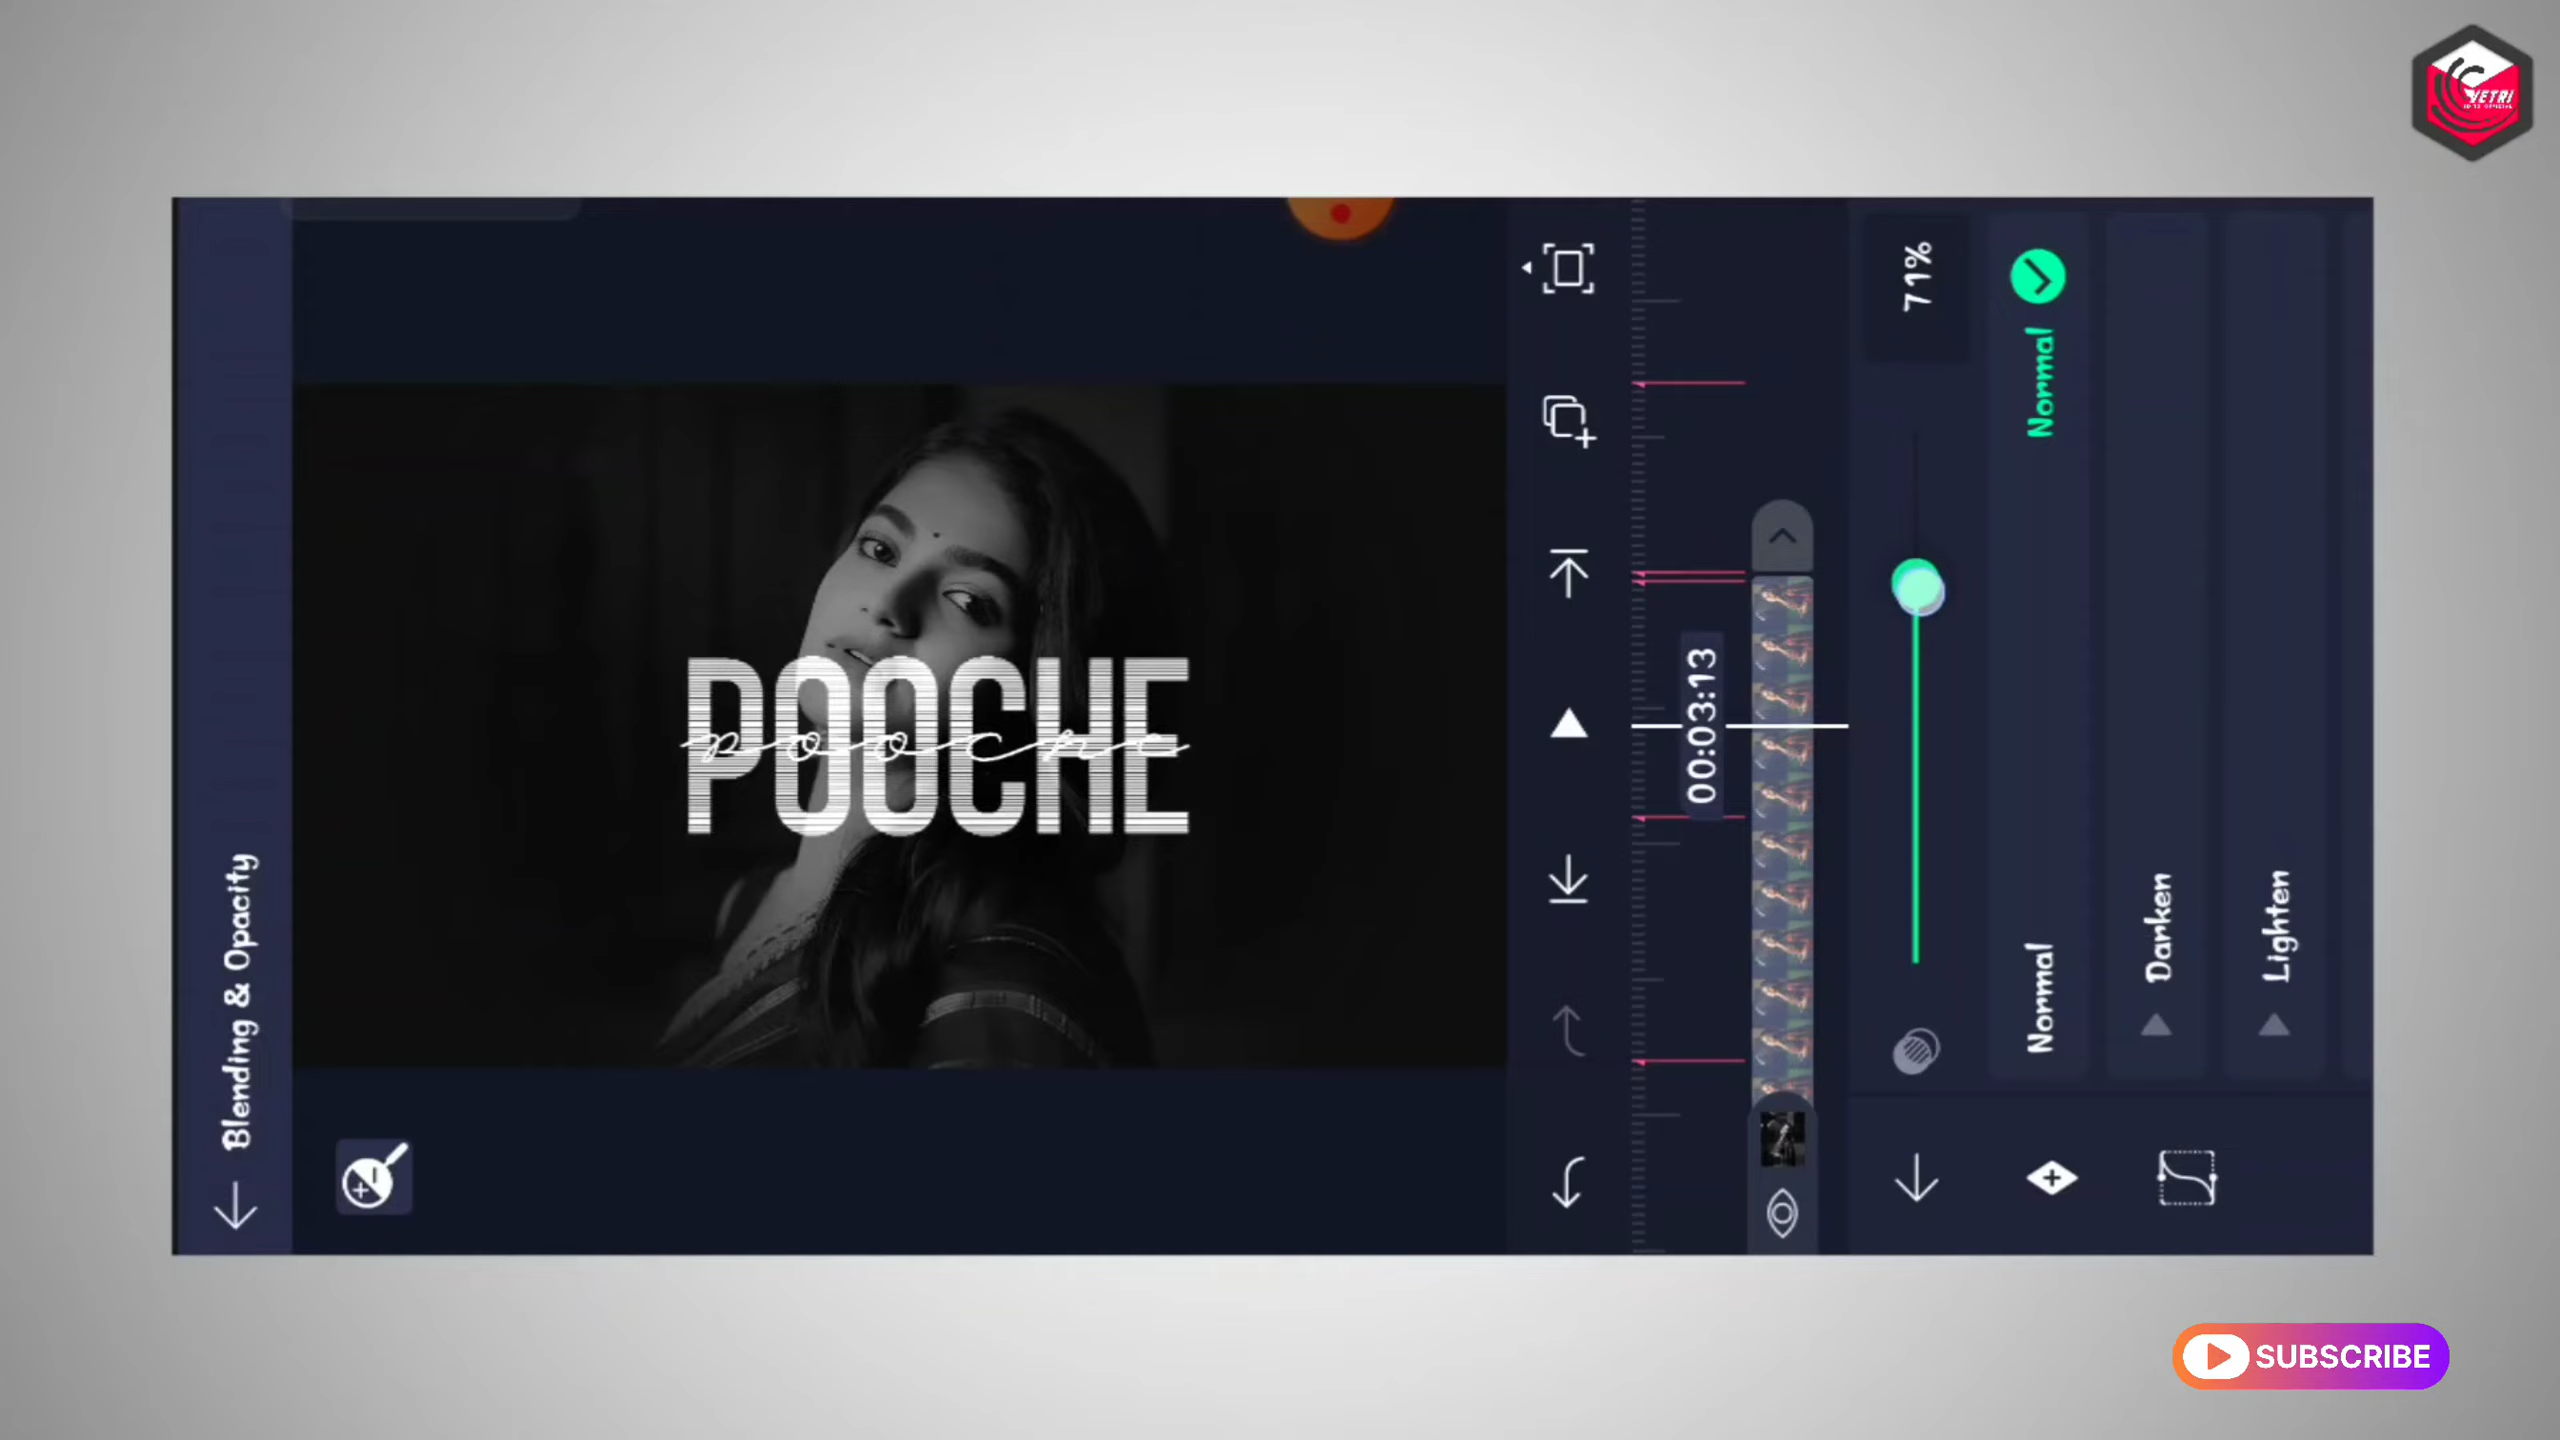 VETRI
Blending & Opacity
POOCHE
pooche
00:03:13
71%
Normal
Normal
Darken
Lighten
SUBSCRIBE